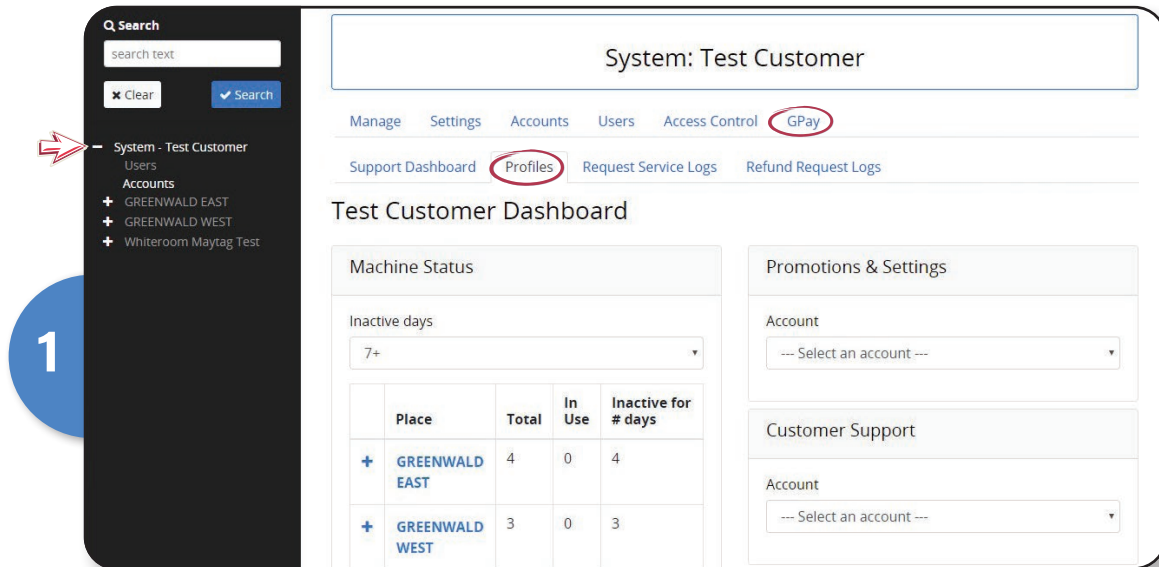 Search
search text
Clear
Search
System - Test Customer
Users
Accounts
GREENWALD EAST
GREENWALD WEST
Whiteroom Maytag Test
1
System: Test Customer
Manage Settings Accounts Users Access Control GPay
Support Dashboard Profiles Request Service Logs Refund Request Logs
Test Customer Dashboard
Machine Status
Inactive days
7+
Place Total In Use Inactive for # days
GREENWALD EAST 4 0 4
GREENWALD WEST 3 0 3
Promotions & Settings
Account
--- Select an account ---
Customer Support
Account
--- Select an account ---